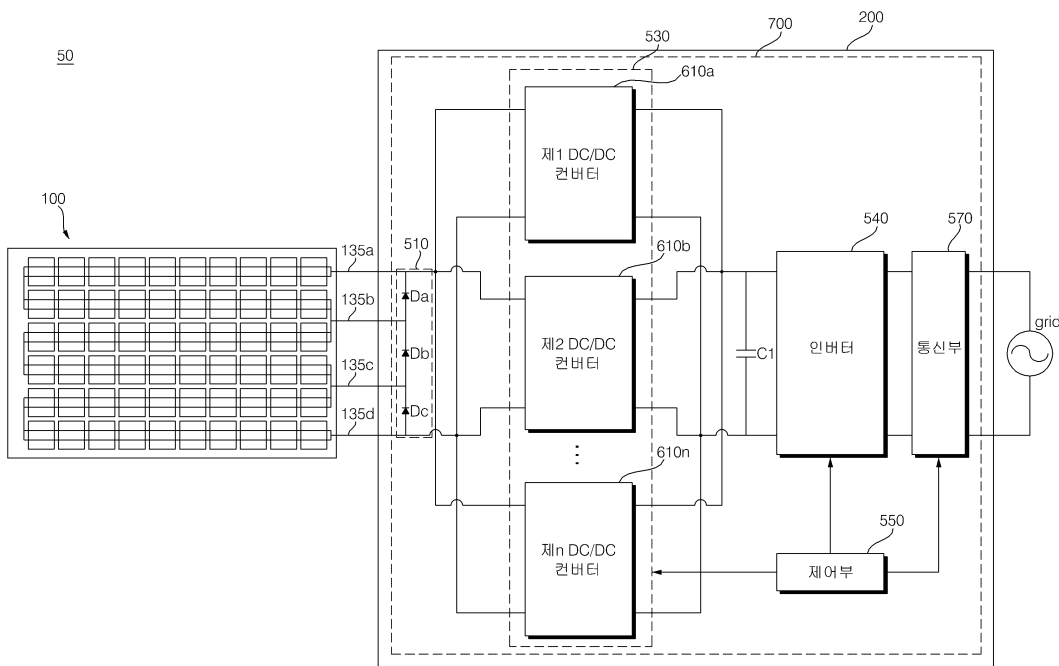 50
200
700
530
610a
제1 DC/DC
컨버터
100
135a
510
610b
540
570
Da
135b
grid
Db
제2 DC/DC
컨버터
C1
인버터
통신부
135c
Dc
135d
610n
제n DC/DC
컨버터
550
제어부